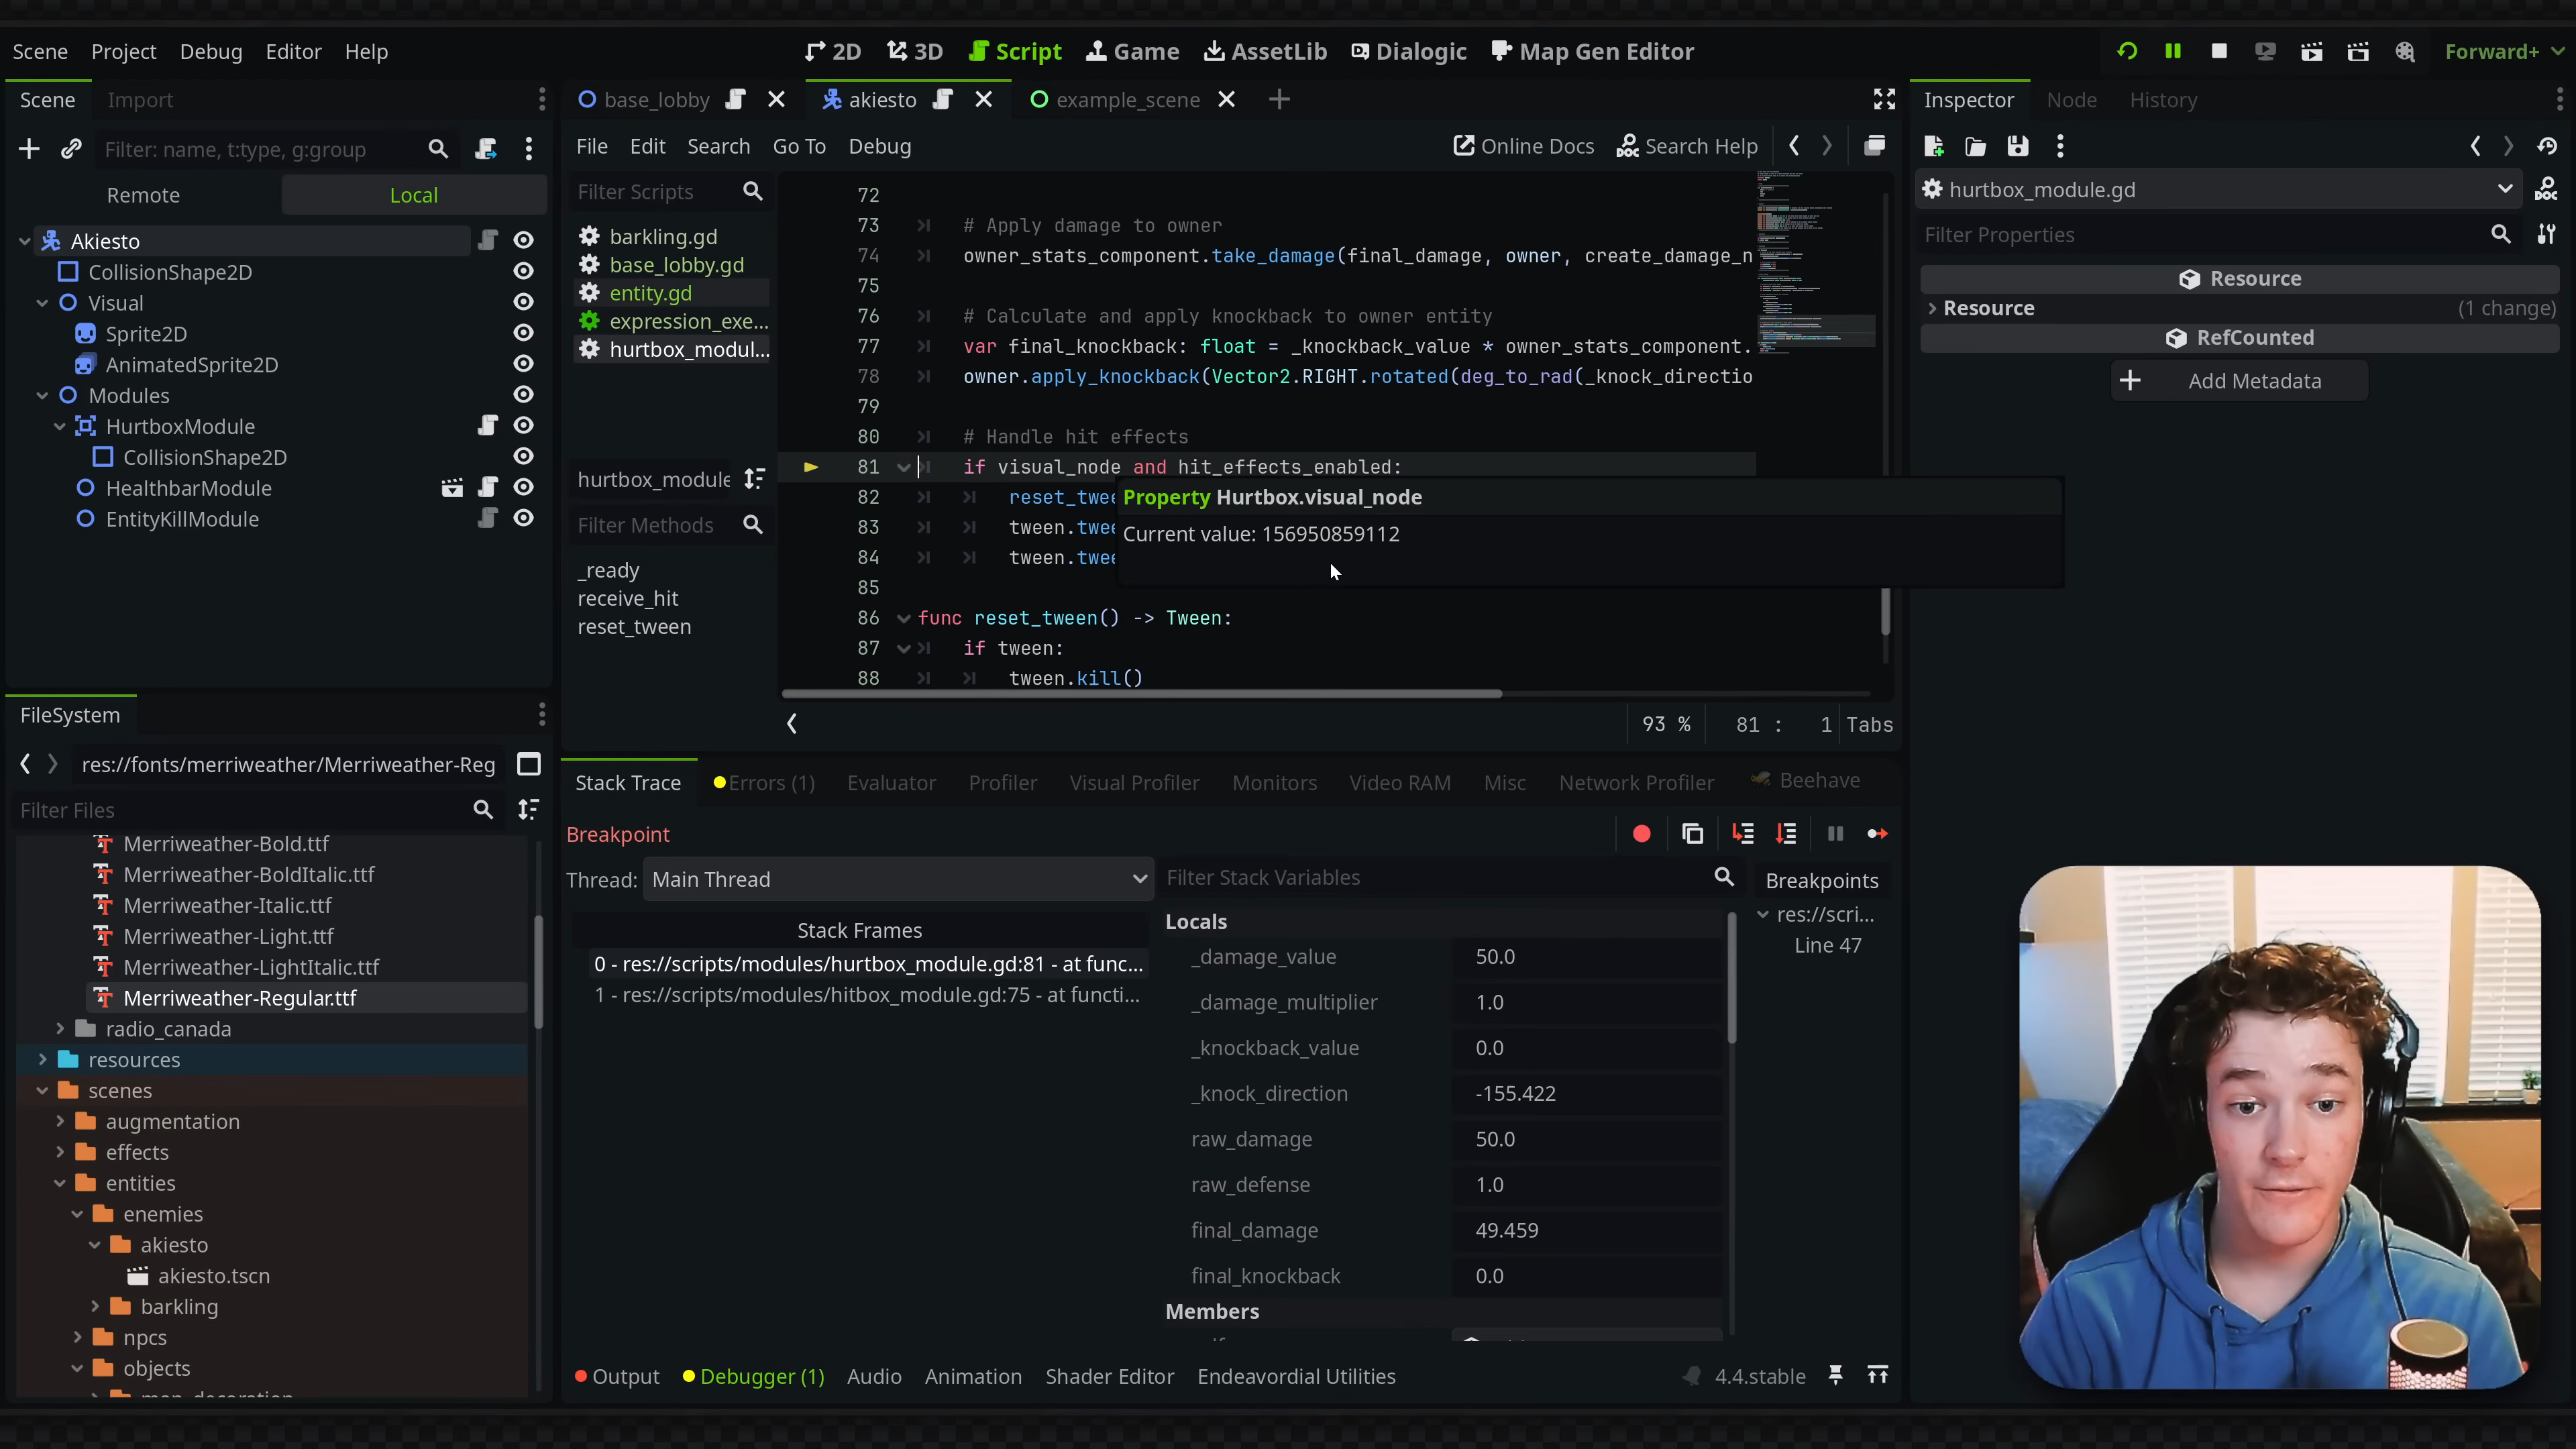 Scene Project Debug Editor Help
2D 3D Script Game AssetLib Dialogic Map Gen Editor
Forward+
Scene Import
Filter: name, t:type, g:group
Remote Local
Akiesto
CollisionShape2D
Visual
Sprite2D
AnimatedSprite2D
Modules
HurtboxModule
CollisionShape2D
HealthbarModule
EntityKillModule
FileSystem
res://fonts/merriweather/Merriweather-Reg
Filter Files
Merriweather-Bold.ttf
Merriweather-BoldItalic.ttf
Merriweather-Italic.ttf
Merriweather-Light.ttf
Merriweather-LightItalic.ttf
Merriweather-Regular.ttf
radio_canada
resources
scenes
augmentation
effects
entities
enemies
akiesto
akiesto.tscn
barkling
npcs
objects
base_lobby akiesto example_scene
File Edit Search Go To Debug
Online Docs Search Help
Filter Scripts
barkling.gd
base_lobby.gd
entity.gd
expression_exe...
hurtbox_modul...
hurtbox_module
Filter Methods
_ready
receive_hit
reset_tween
72
73 # Apply damage to owner
74 owner_stats_component.take_damage(final_damage, owner, create_damage_n
75
76 # Calculate and apply knockback to owner entity
77 var final_knockback: float = _knockback_value * owner_stats_component.
78 owner.apply_knockback(Vector2.RIGHT.rotated(deg_to_rad(_knock_directio
79
80 # Handle hit effects
81 if visual_node and hit_effects_enabled:
82 reset_twee
83 tween.twee
84 tween.twee
85
86 func reset_tween() -> Tween:
87 if tween:
88 tween.kill()
Property Hurtbox.visual_node
Current value: 156950859112
93 % 81 : 1 Tabs
Stack Trace Errors (1) Evaluator Profiler Visual Profiler Monitors Video RAM Misc Network Profiler Beehave
Breakpoint
Thread: Main Thread
Filter Stack Variables
Breakpoints
res://scri...
Line 47
Stack Frames
0 - res://scripts/modules/hurtbox_module.gd:81 - at func...
1 - res://scripts/modules/hitbox_module.gd:75 - at functi...
Locals
_damage_value 50.0
_damage_multiplier 1.0
_knockback_value 0.0
_knock_direction -155.422
raw_damage 50.0
raw_defense 1.0
final_damage 49.459
final_knockback 0.0
Members
Output Debugger (1) Audio Animation Shader Editor Endeavordial Utilities
4.4.stable
Inspector Node History
hurtbox_module.gd
Filter Properties
Resource
Resource (1 change)
RefCounted
Add Metadata